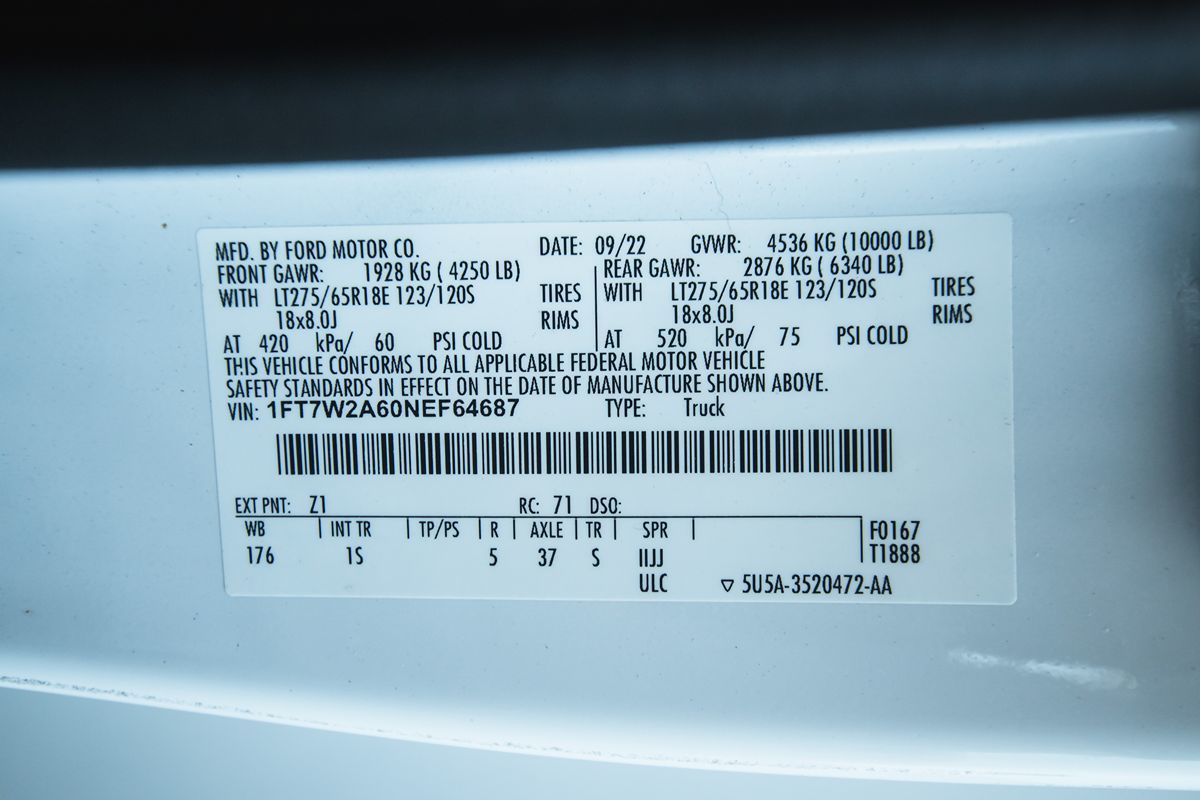 MFD. BY FORD MOTOR CO. DATE: 09/22 GVWR: 4536 KG (10000 LB)
FRONT GAWR: 1928 KG ( 4250 LB) REAR GAWR: 2876 KG ( 6340 LB)
WITH LT275/65R18E 123/120S TIRES WITH LT275/65R18E 123/120S TIRES
18x8.0J RIMS 18x8.0J RIMS
AT 420 kPa/ 60 PSI COLD AT 520 kPa/ 75 PSI COLD
THIS VEHICLE CONFORMS TO ALL APPLICABLE FEDERAL MOTOR VEHICLE
SAFETY STANDARDS IN EFFECT ON THE DATE OF MANUFACTURE SHOWN ABOVE.
VIN: 1FT7W2A60NEF64687 TYPE: Truck
EXT PNT: Z1 RC: 71 DSO:
WB INT TR TP/PS R AXLE TR SPR F0167
176 1S 5 37 S IIJJ T1888
ULC ▽ 5U5A-3520472-AA